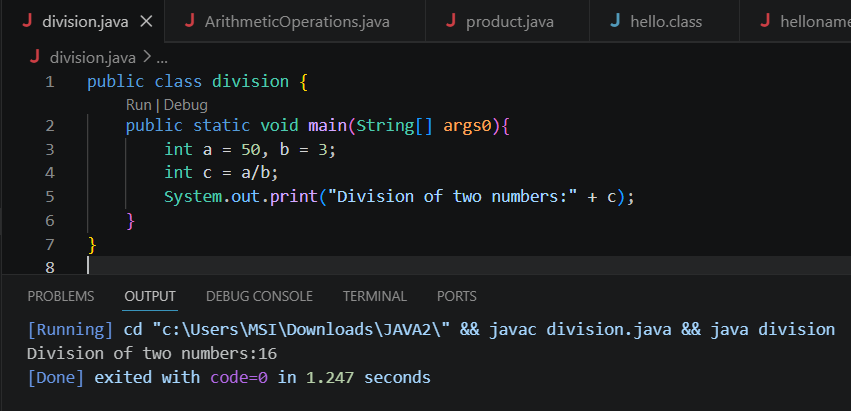 division.java
ArithmeticOperations.java
product.java
hello.class
hellonam
division.java > ...
1 public class division {
Run | Debug
2 public static void main(String[] args0){
3 int a = 50, b = 3;
4 int c = a/b;
5 System.out.print("Division of two numbers:" + c);
6 }
7 }
8
PROBLEMS OUTPUT DEBUG CONSOLE TERMINAL PORTS
[Running] cd "c:\Users\MSI\Downloads\JAVA2\" && javac division.java && java division
Division of two numbers:16
[Done] exited with code=0 in 1.247 seconds